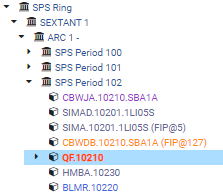 SPS Ring
SEXTANT 1
ARC 1 -
SPS Period 100
SPS Period 101
SPS Period 102
CBWJA.10210.SBA1A
SIMAD.10201.1LI05S
SIMA.10201.1LI05S (FIP@5)
CBWDB.10210.SBA1A (FIP@127)
QF.10210
HMBA.10230
BLMR.10220